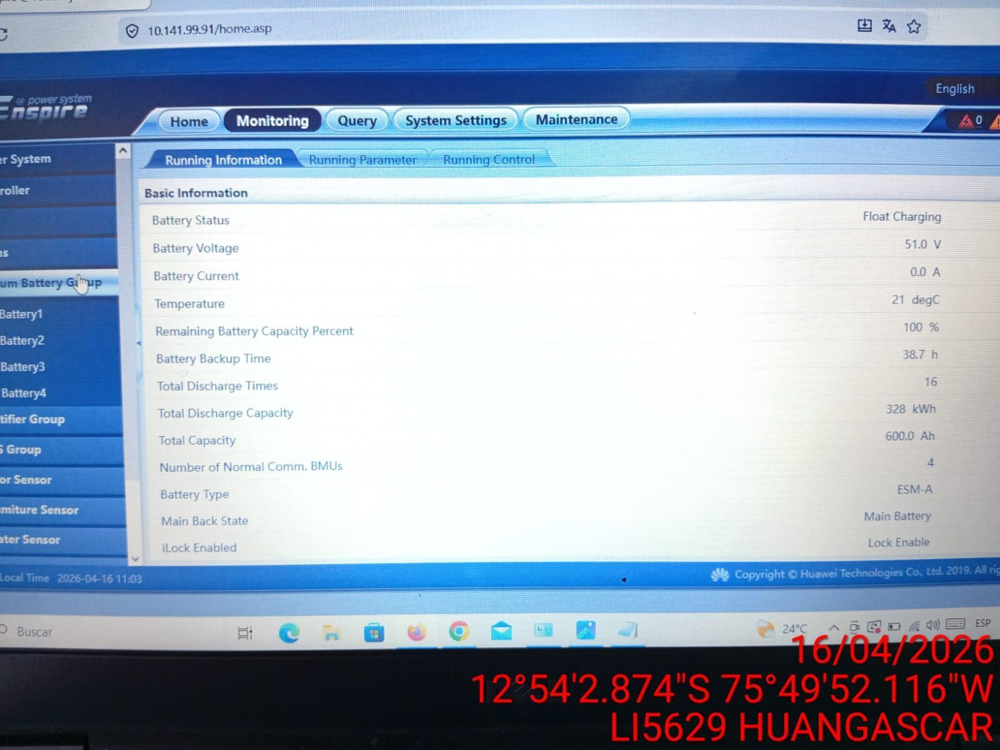 10.141.99.91/home.asp
English
@ power system
Enspire
Home
Monitoring
Query
System Settings
Maintenance
0
er System
roller
ns
um Battery Group
Battery1
Battery2
Battery3
Battery4
tifier Group
S Group
or Sensor
miture Sensor
ater Sensor
Running Information
Running Parameter
Running Control
Basic Information
Battery Status Float Charging
Battery Voltage 51.0 V
Battery Current 0.0 A
Temperature 21 degC
Remaining Battery Capacity Percent 100 %
Battery Backup Time 38.7 h
Total Discharge Times 16
Total Discharge Capacity 328 kWh
Total Capacity 600.0 Ah
Number of Normal Comm. BMUs 4
Battery Type ESM-A
Main Back State Main Battery
iLock Enabled Lock Enable
Local Time 2026-04-16 11:03
Copyright © Huawei Technologies Co., Ltd. 2019. All rig
Buscar
24°C
ESP
16/04/2026
12°54'2.874"S 75°49'52.116"W
LI5629 HUANGASCAR